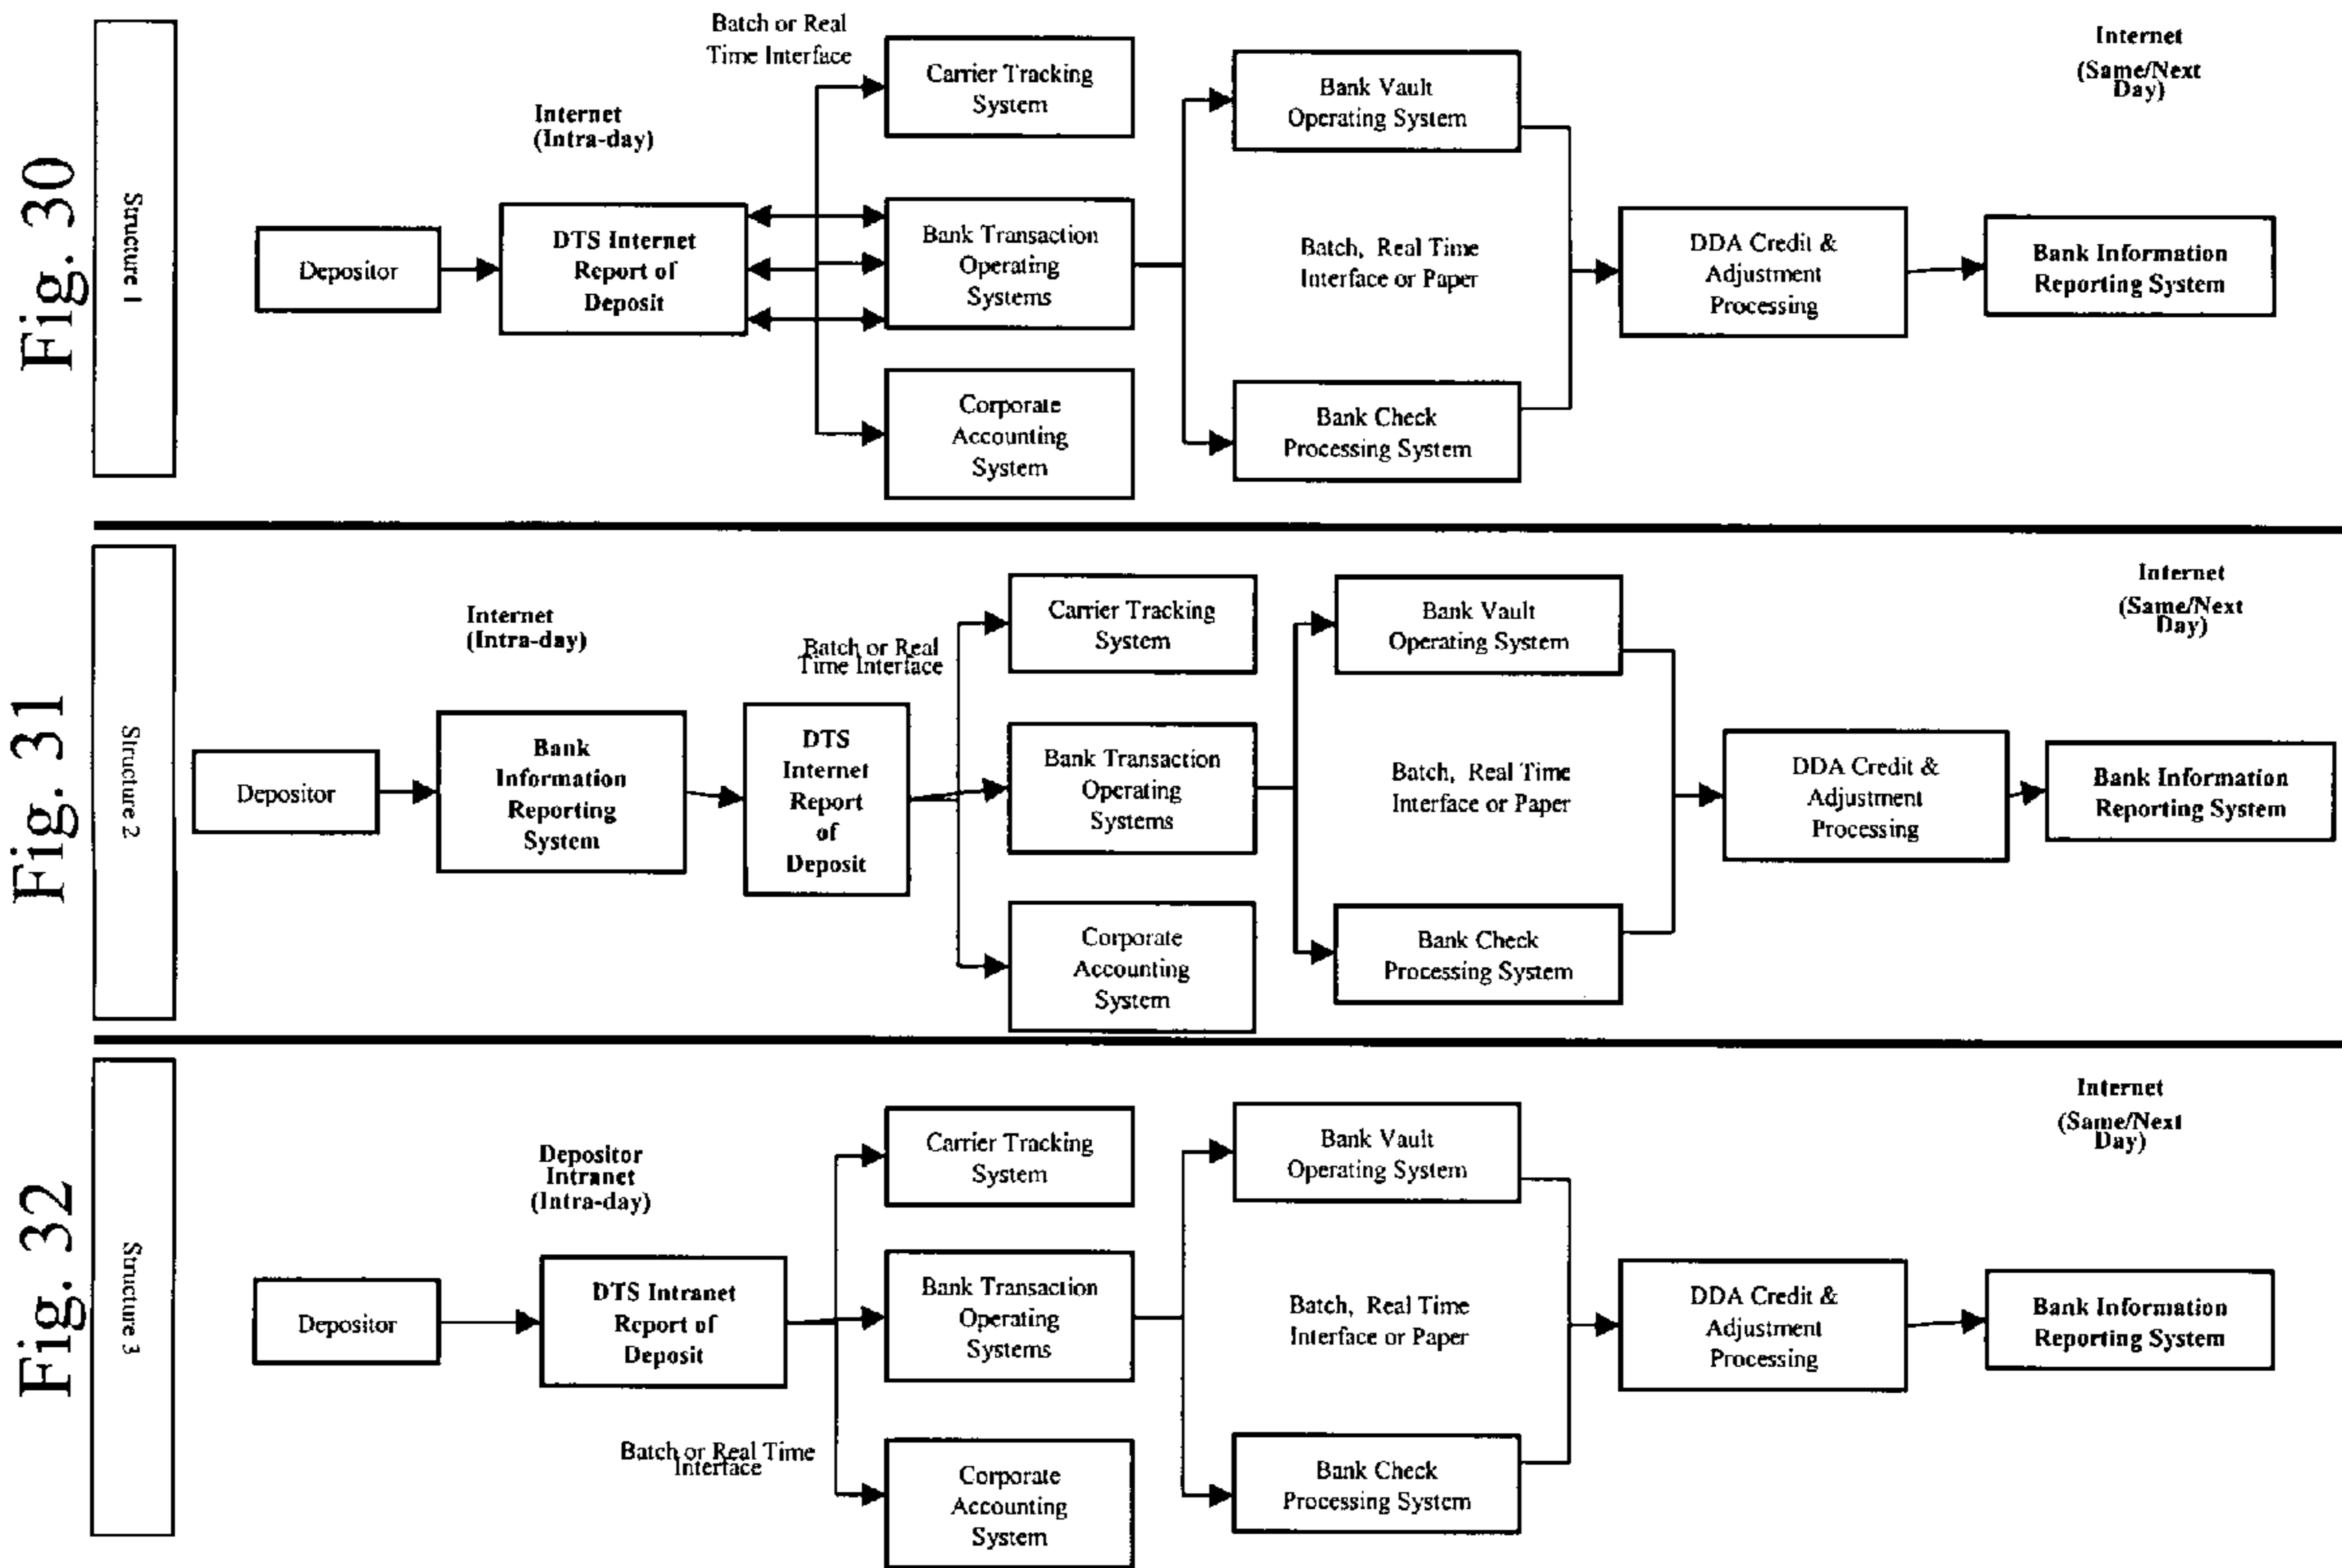 Fig. 30
Structure 1
Internet
(Intra-day)
Batch or Real
Time Interface
Internet
(Same/Next
Day)
Depositor
DTS Internet
Report of
Deposit
Carrier Tracking
System
Bank Transaction
Operating
Systems
Corporate
Accounting
System
Bank Vault
Operating System
Batch, Real Time
Interface or Paper
Bank Check
Processing System
DDA Credit &
Adjustment
Processing
Bank Information
Reporting System
Fig. 31
Structure 2
Internet
(Intra-day)
Batch or Real
Time Interface
Internet
(Same/Next
Day)
Depositor
Bank
Information
Reporting
System
DTS
Internet
Report
of
Deposit
Carrier Tracking
System
Bank Transaction
Operating
Systems
Corporate
Accounting
System
Bank Vault
Operating System
Batch, Real Time
Interface or Paper
Bank Check
Processing System
DDA Credit &
Adjustment
Processing
Bank Information
Reporting System
Fig. 32
Structure 3
Depositor
Intranet
(Intra-day)
Internet
(Same/Next
Day)
Depositor
DTS Intranet
Report of
Deposit
Batch or Real Time
Interface
Carrier Tracking
System
Bank Transaction
Operating
Systems
Corporate
Accounting
System
Bank Vault
Operating System
Batch, Real Time
Interface or Paper
Bank Check
Processing System
DDA Credit &
Adjustment
Processing
Bank Information
Reporting System